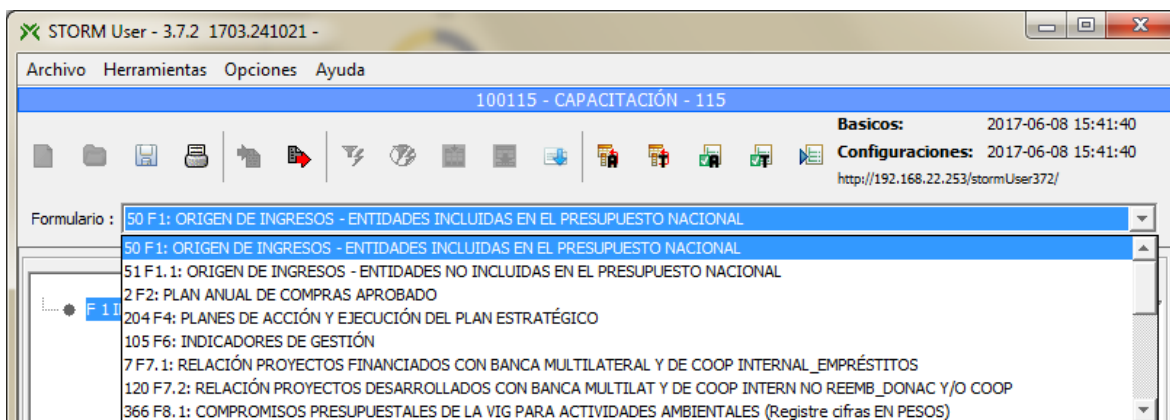 STORM User - 3.7.2 1703.241021 -
Archivo Herramientas Opciones Ayuda
100115 - CAPACITACIÓN - 115
Basicos: 2017-06-08 15:41:40
Configuraciones: 2017-06-08 15:41:40
http://192.168.22.253/stormUser372/
Formulario : 50 F1: ORIGEN DE INGRESOS - ENTIDADES INCLUIDAS EN EL PRESUPUESTO NACIONAL
50 F1: ORIGEN DE INGRESOS - ENTIDADES INCLUIDAS EN EL PRESUPUESTO NACIONAL
51 F1.1: ORIGEN DE INGRESOS - ENTIDADES NO INCLUIDAS EN EL PRESUPUESTO NACIONAL
2 F2: PLAN ANUAL DE COMPRAS APROBADO
F 1
204 F4: PLANES DE ACCIÓN Y EJECUCIÓN DEL PLAN ESTRATÉGICO
105 F6: INDICADORES DE GESTIÓN
7 F7.1: RELACIÓN PROYECTOS FINANCIADOS CON BANCA MULTILATERAL Y DE COOP INTERNAL_EMPRÉSTITOS
120 F7.2: RELACIÓN PROYECTOS DESARROLLADOS CON BANCA MULTILAT Y DE COOP INTERN NO REEMB_DONAC Y/O COOP
366 F8.1: COMPROMISOS PRESUPUESTALES DE LA VIG PARA ACTIVIDADES AMBIENTALES (Registre cifras EN PESOS)